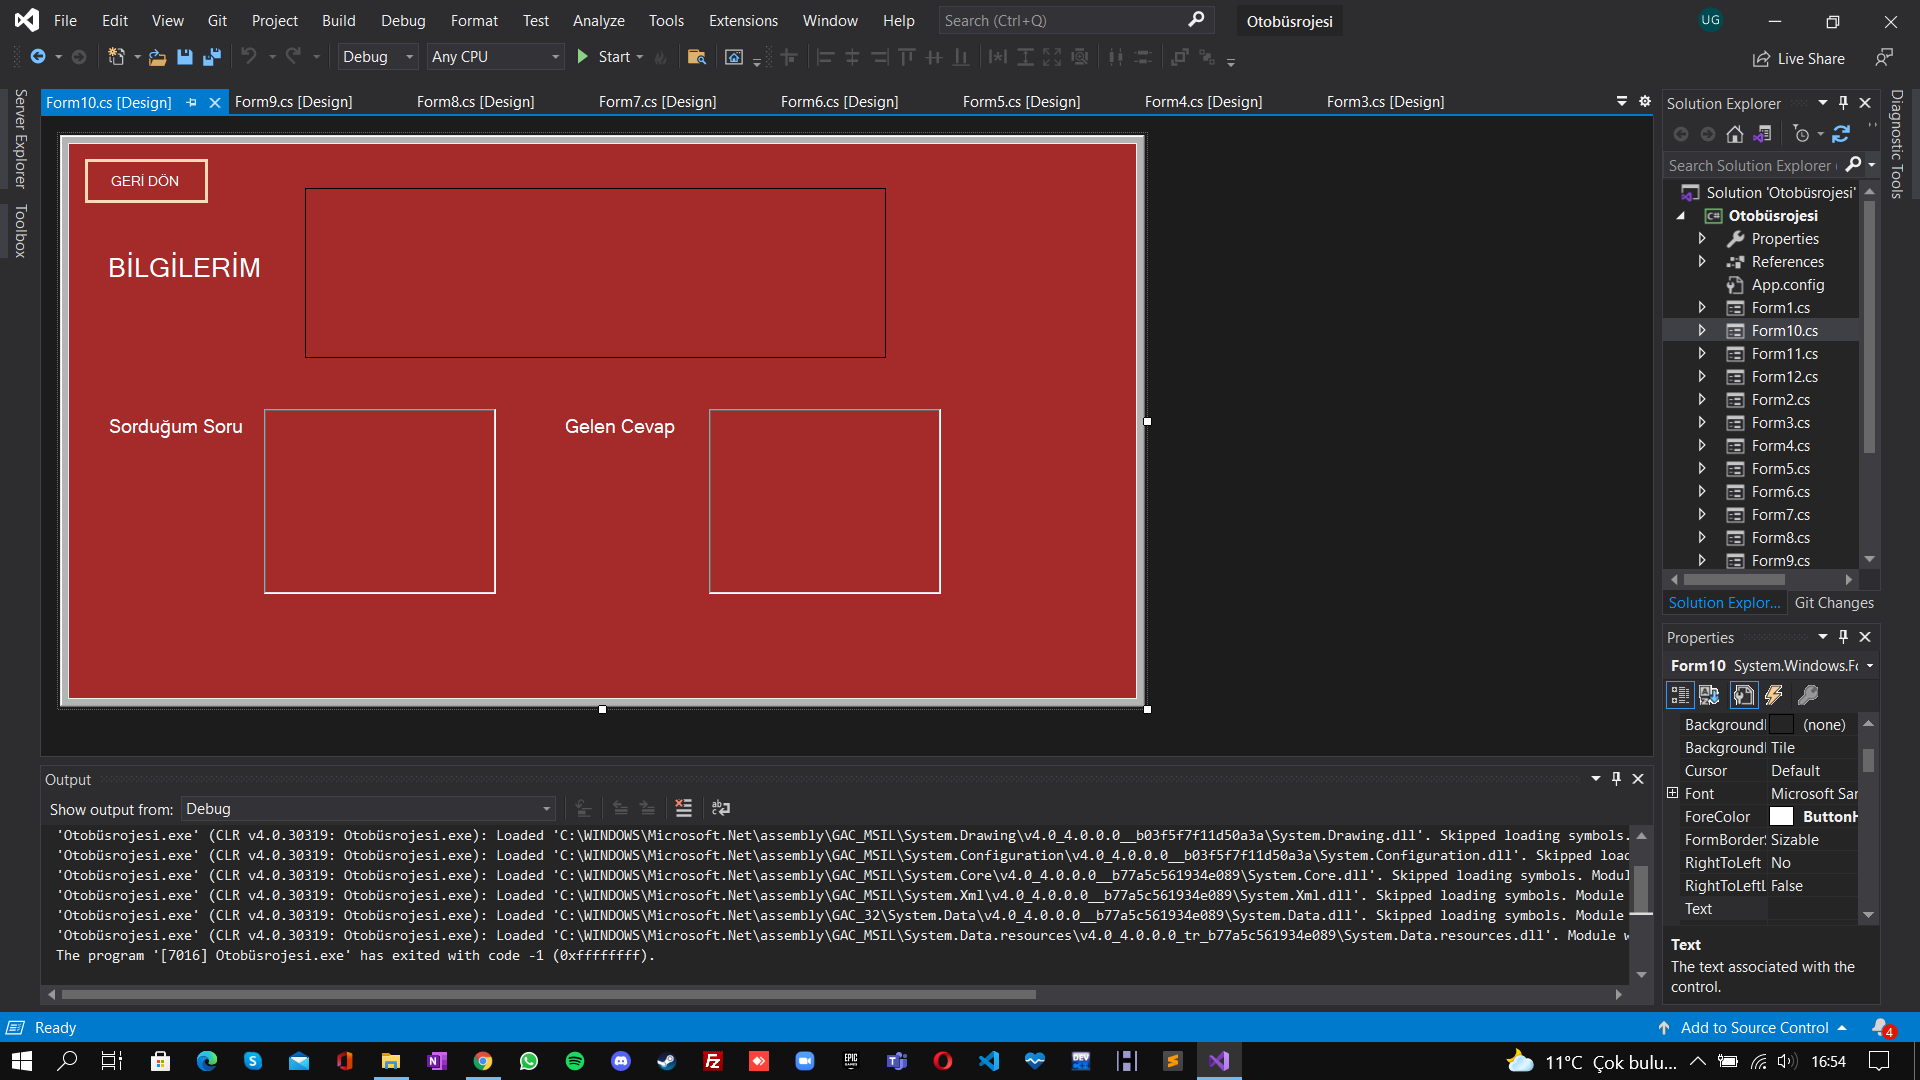 File Edit View Git Project Build Debug Format Test Analyze Tools Extensions Window Help Search (Ctrl+Q) Otobüsrojesi UG
Debug Any CPU Start Live Share
Server Explorer
Toolbox
Form10.cs [Design] Form9.cs [Design] Form8.cs [Design] Form7.cs [Design] Form6.cs [Design] Form5.cs [Design] Form4.cs [Design] Form3.cs [Design]
GERİ DÖN
BİLGİLERİM
Sorduğum Soru Gelen Cevap
Output
Show output from: Debug
'Otobüsrojesi.exe' (CLR v4.0.30319: Otobüsrojesi.exe): Loaded 'C:\WINDOWS\Microsoft.Net\assembly\GAC_MSIL\System.Drawing\v4.0_4.0.0.0__b03f5f7f11d50a3a\System.Drawing.dll'. Skipped loading symbols.
'Otobüsrojesi.exe' (CLR v4.0.30319: Otobüsrojesi.exe): Loaded 'C:\WINDOWS\Microsoft.Net\assembly\GAC_MSIL\System.Configuration\v4.0_4.0.0.0__b03f5f7f11d50a3a\System.Configuration.dll'. Skipped load
'Otobüsrojesi.exe' (CLR v4.0.30319: Otobüsrojesi.exe): Loaded 'C:\WINDOWS\Microsoft.Net\assembly\GAC_MSIL\System.Core\v4.0_4.0.0.0__b77a5c561934e089\System.Core.dll'. Skipped loading symbols. Modul
'Otobüsrojesi.exe' (CLR v4.0.30319: Otobüsrojesi.exe): Loaded 'C:\WINDOWS\Microsoft.Net\assembly\GAC_MSIL\System.Xml\v4.0_4.0.0.0__b77a5c561934e089\System.Xml.dll'. Skipped loading symbols. Module
'Otobüsrojesi.exe' (CLR v4.0.30319: Otobüsrojesi.exe): Loaded 'C:\WINDOWS\Microsoft.Net\assembly\GAC_32\System.Data\v4.0_4.0.0.0__b77a5c561934e089\System.Data.dll'. Skipped loading symbols. Module
'Otobüsrojesi.exe' (CLR v4.0.30319: Otobüsrojesi.exe): Loaded 'C:\WINDOWS\Microsoft.Net\assembly\GAC_MSIL\System.Data.resources\v4.0_4.0.0.0_tr_b77a5c561934e089\System.Data.resources.dll'. Module w
The program '[7016] Otobüsrojesi.exe' has exited with code -1 (0xffffffff).
Solution Explorer
Search Solution Explorer (
Solution 'Otobüsrojesi'
C# Otobüsrojesi
Properties
References
App.config
Form1.cs
Form10.cs
Form11.cs
Form12.cs
Form2.cs
Form3.cs
Form4.cs
Form5.cs
Form6.cs
Form7.cs
Form8.cs
Form9.cs
Solution Explor... Git Changes
Properties
Form10 System.Windows.Fo
Background (none)
Background Tile
Cursor Default
Font Microsoft San
ForeColor ButtonH
FormBorder Sizable
RightToLeft No
RightToLeftL False
Text
Text
The text associated with the
control.
Diagnostic Tools
Ready Add to Source Control 4
11°C Çok bulu... 16:54